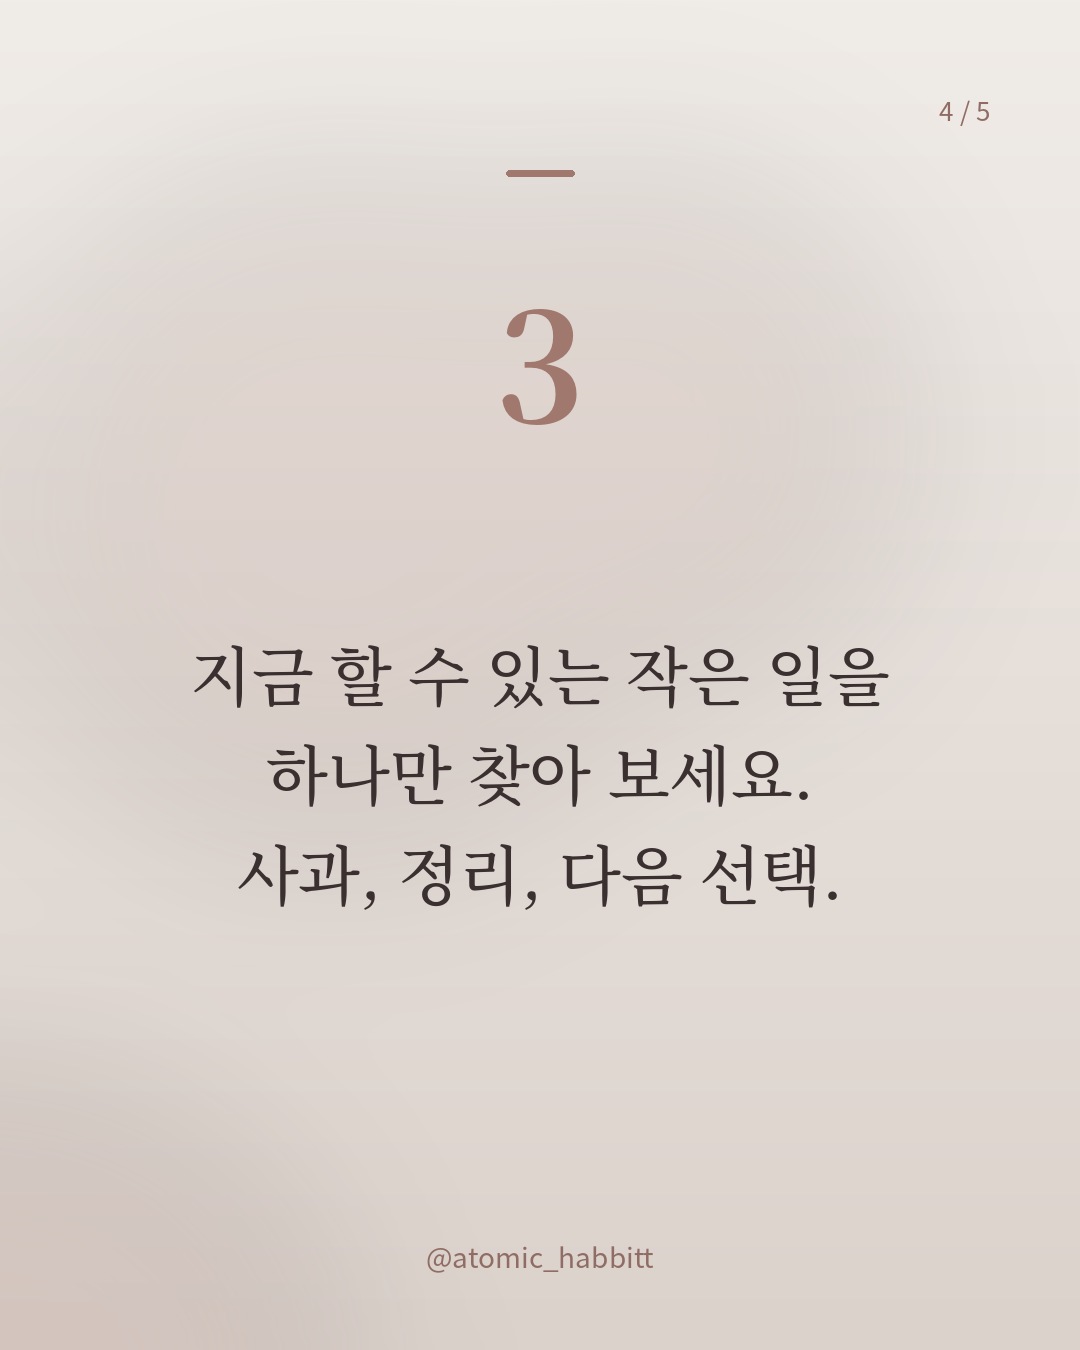 4 / 5
3
지금 할 수 있는 작은 일을
하나만 찾아 보세요.
사과, 정리, 다음 선택.
@atomic_habbitt